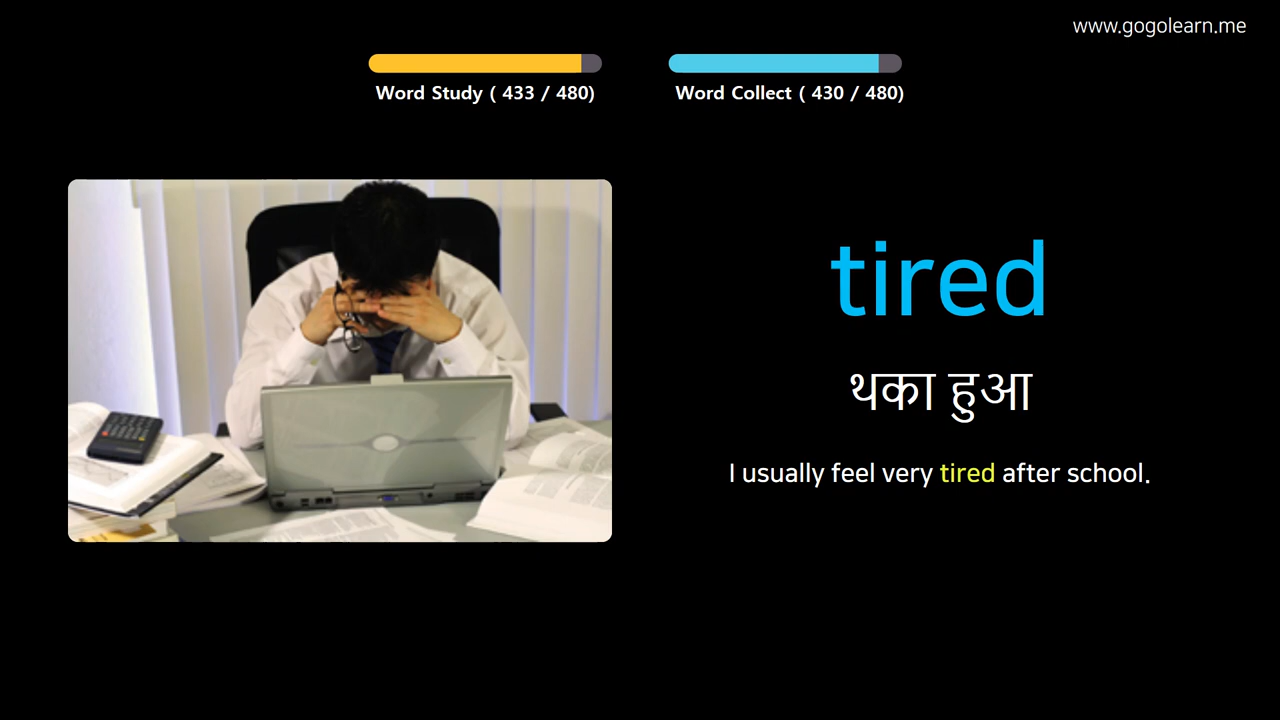 www.gogolearn.me
Word Study ( 433 / 480)
Word Collect ( 430 / 480)
tired
थका हुआ
I usually feel very tired after school.